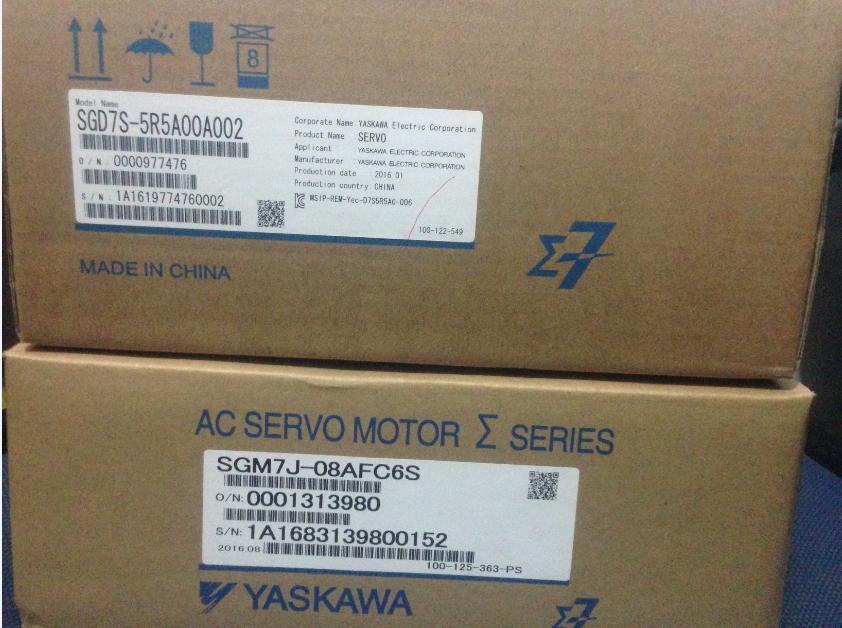 8
Model Name
SGD7S-5R5A00A002
O/N. 0000977476
S/N. 1A1619774760002
Corporate Name YASKAWA Electric Corporation
Product Name SERVO
Applicant YASKAWA ELECTRIC CORPORATION
Manufacturer YASKAWA ELECTRIC CORPORATION
Production date 2016.01
Production country: CHINA
MSIP-REM-Yec-D7S5R5A0-006
100-122-549
MADE IN CHINA
Σ7
AC SERVO MOTOR Σ SERIES
SGM7J-08AFC6S
O/N: 0001313980
S/N: 1A1683139800152
2016.08
100-125-363-PS
YASKAWA
Σ7